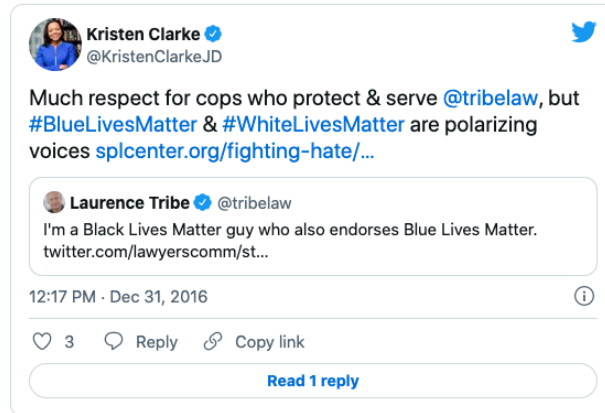 Kristen Clarke
@KristenClarkeJD
Much respect for cops who protect & serve @tribelaw, but
#BlueLivesMatter & #WhiteLivesMatter are polarizing
voices splcenter.org/fighting-hate/…
Laurence Tribe @tribelaw
I'm a Black Lives Matter guy who also endorses Blue Lives Matter.
twitter.com/lawyerscomm/st…
12:17 PM · Dec 31, 2016
3 Reply Copy link
Read 1 reply